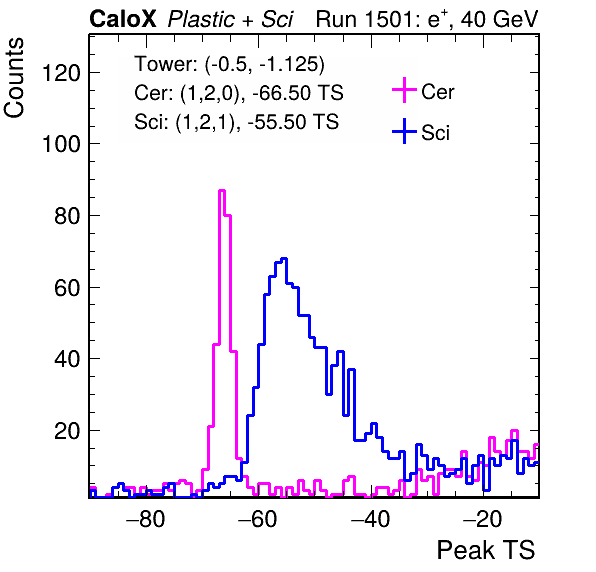 CaloX Plastic + Sci Run 1501: e+, 40 GeV
Counts
Tower: (-0.5, -1.125)
Cer: (1,2,0), -66.50 TS
Sci: (1,2,1), -55.50 TS
Cer
Sci
120
100
80
60
40
20
−80 −60 −40 −20
Peak TS